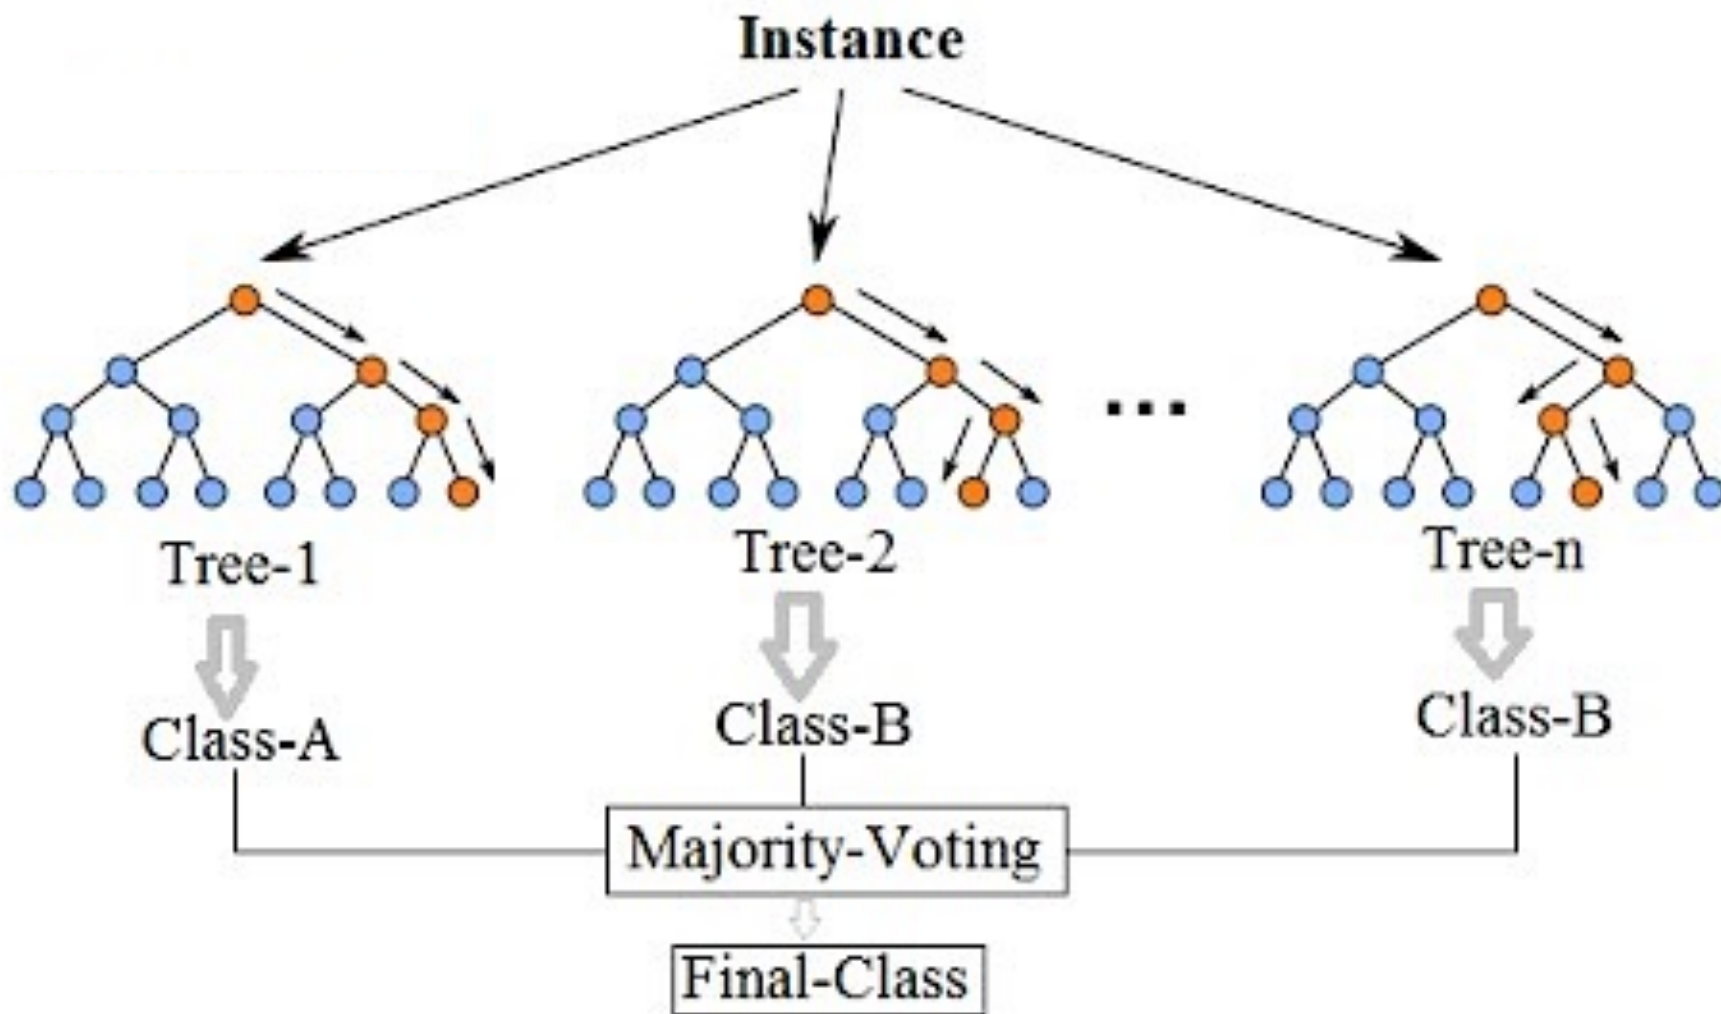 Instance
...
Tree-1
Tree-2
Tree-n
Class-A
Class-B
Class-B
Majority-Voting
Final-Class